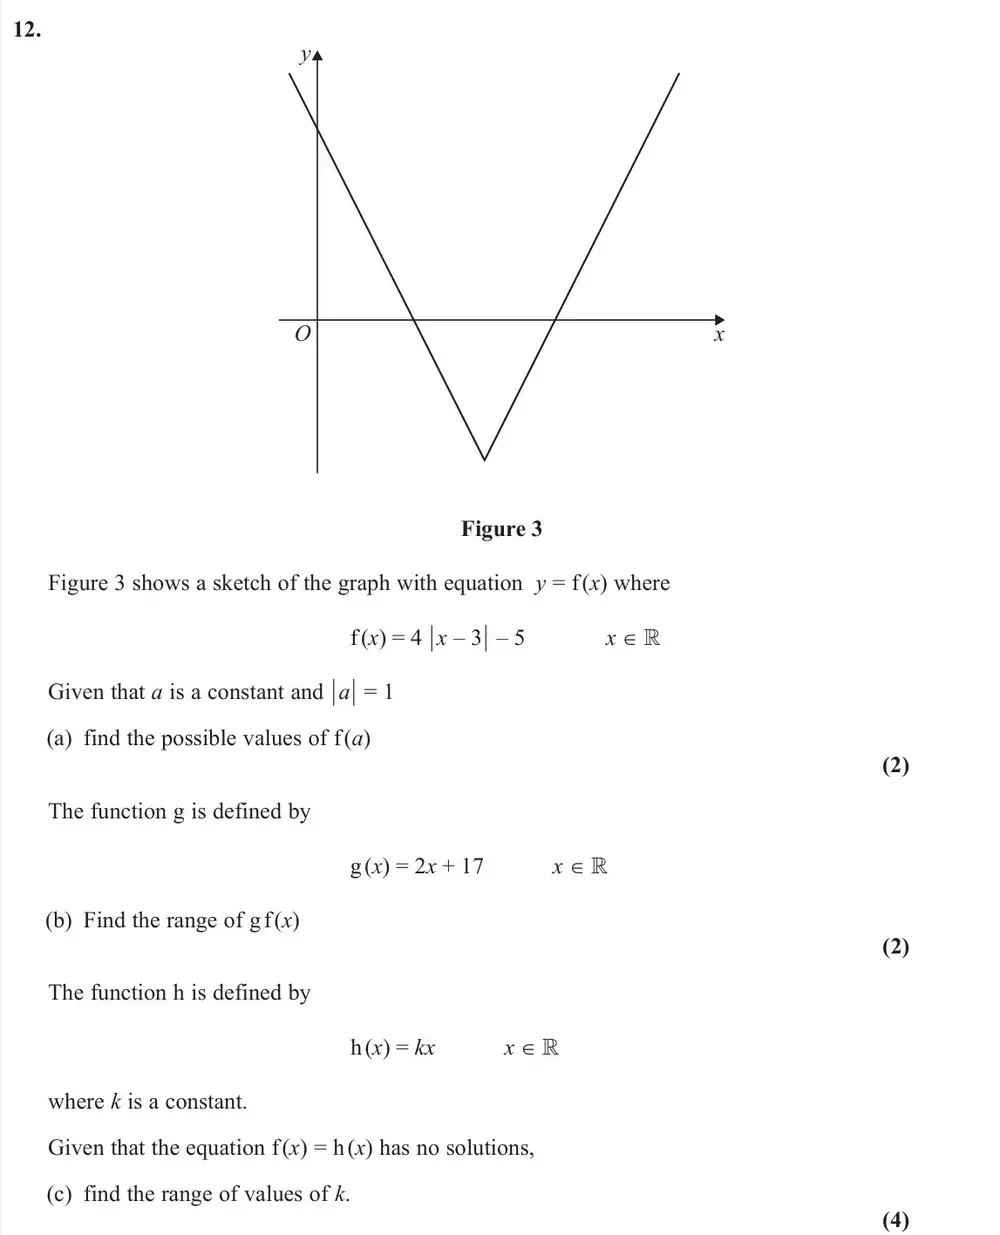 12.
y
O
x
Figure 3
Figure 3 shows a sketch of the graph with equation y = f(x) where
f(x) = 4 |x – 3| – 5 x ∈ ℝ
Given that a is a constant and |a| = 1
(a) find the possible values of f(a)
(2)
The function g is defined by
g(x) = 2x + 17 x ∈ ℝ
(b) Find the range of gf(x)
(2)
The function h is defined by
h(x) = kx x ∈ ℝ
where k is a constant.
Given that the equation f(x) = h(x) has no solutions,
(c) find the range of values of k.
(4)